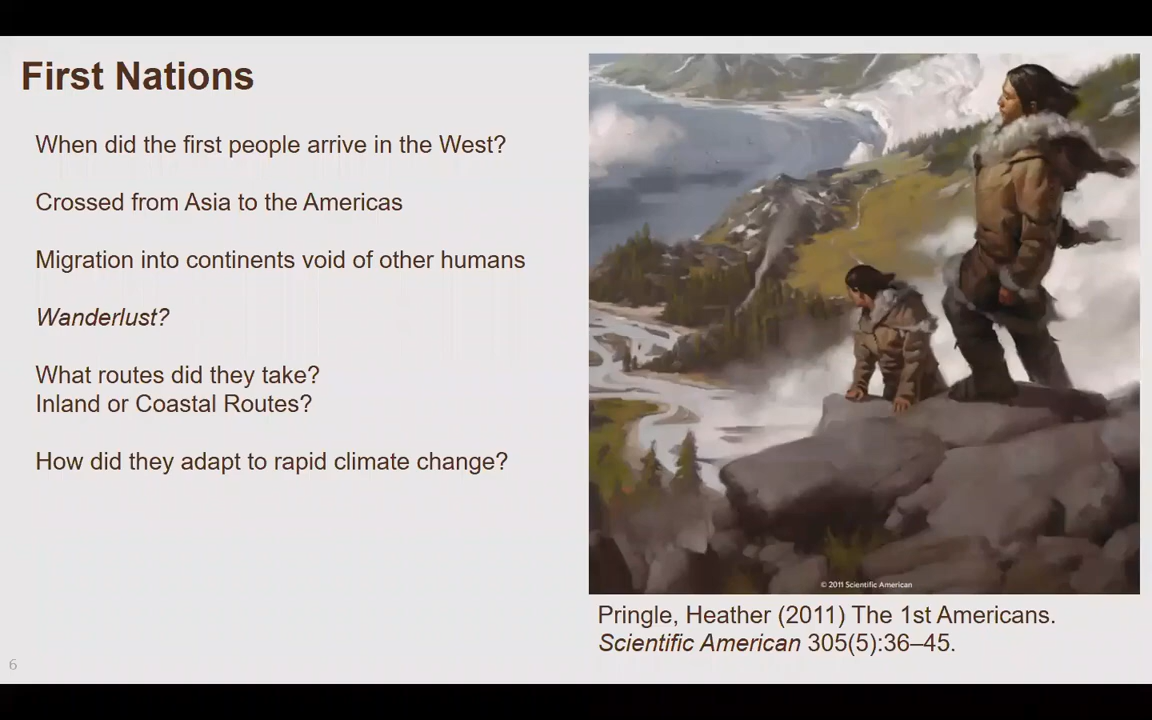 First Nations
When did the first people arrive in the West?
Crossed from Asia to the Americas
Migration into continents void of other humans
Wanderlust?
What routes did they take?
Inland or Coastal Routes?
How did they adapt to rapid climate change?
© 2011 Scientific American
Pringle, Heather (2011) The 1st Americans.
Scientific American 305(5):36–45.
6